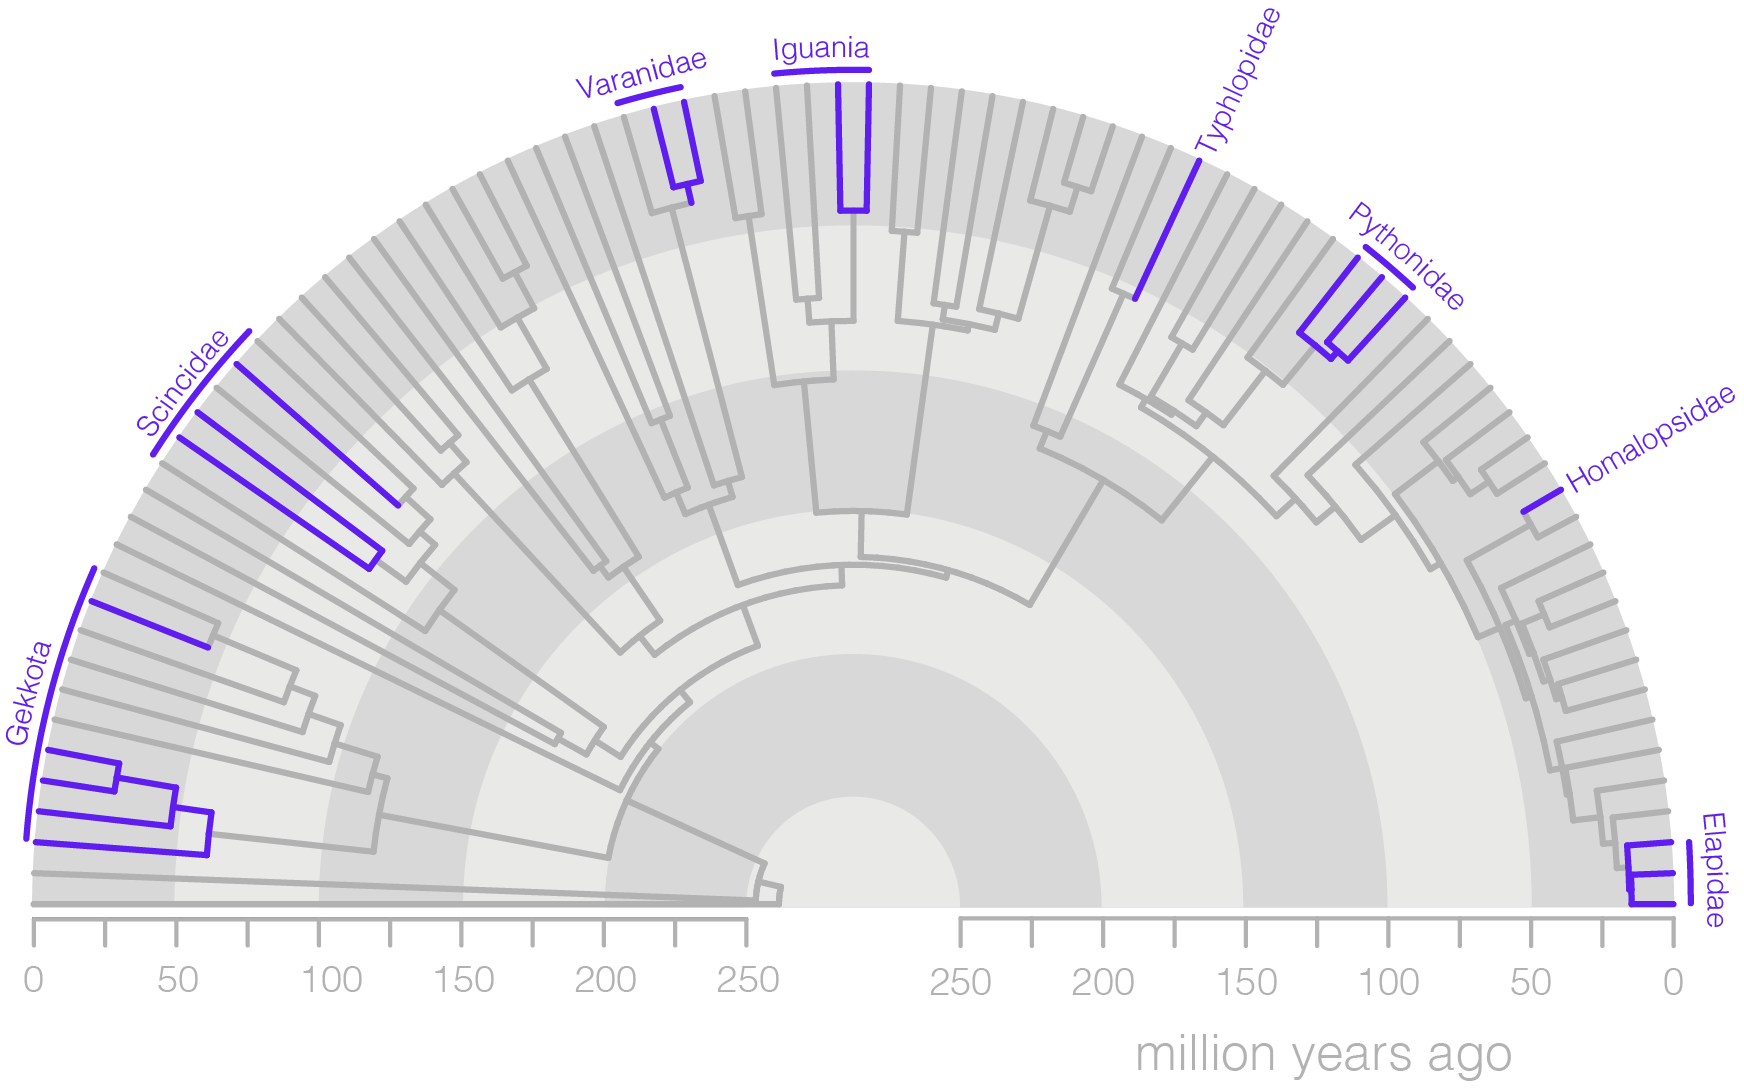 Gekkota
Scincidae
Varanidae
Iguania
Typhlopidae
Pythonidae
Homalopsidae
Elapidae
0 50 100 150 200 250
250 200 150 100 50 0
million years ago